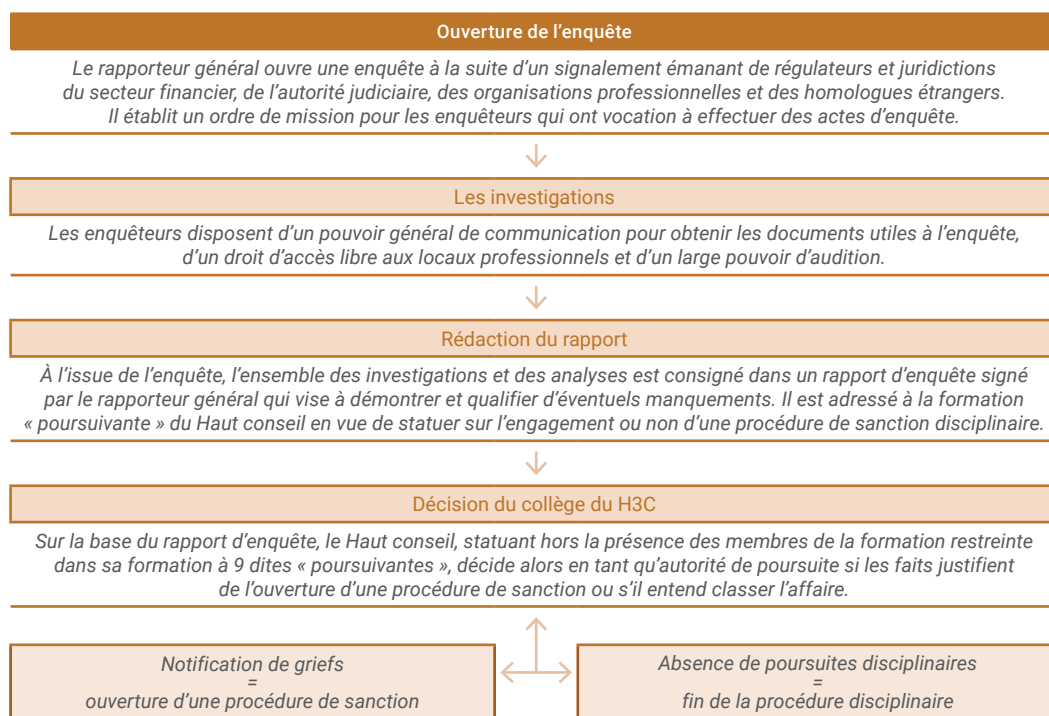 Ouverture de l'enquête
Le rapporteur général ouvre une enquête à la suite d'un signalement émanant de régulateurs et juridictions
du secteur financier, de l'autorité judiciaire, des organisations professionnelles et des homologues étrangers.
Il établit un ordre de mission pour les enquêteurs qui ont vocation à effectuer des actes d'enquête.
Les investigations
Les enquêteurs disposent d'un pouvoir général de communication pour obtenir les documents utiles à l'enquête,
d'un droit d'accès libre aux locaux professionnels et d'un large pouvoir d'audition.
Rédaction du rapport
À l'issue de l'enquête, l'ensemble des investigations et des analyses est consigné dans un rapport d'enquête signé
par le rapporteur général qui vise à démontrer et qualifier d'éventuels manquements. Il est adressé à la formation
« poursuivante » du Haut conseil en vue de statuer sur l'engagement ou non d'une procédure de sanction disciplinaire.
Décision du collège du H3C
Sur la base du rapport d'enquête, le Haut conseil, statuant hors la présence des membres de la formation restreinte
dans sa formation à 9 dites « poursuivantes », décide alors en tant qu'autorité de poursuite si les faits justifient
de l'ouverture d'une procédure de sanction ou s'il entend classer l'affaire.
Notification de griefs
=
ouverture d'une procédure de sanction
Absence de poursuites disciplinaires
=
fin de la procédure disciplinaire